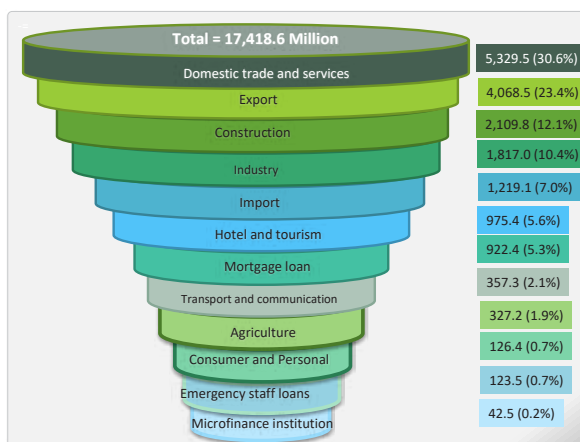 Total = 17,418.6 Million
Domestic trade and services
5,329.5 (30.6%)
Export
4,068.5 (23.4%)
Construction
2,109.8 (12.1%)
Industry
1,817.0 (10.4%)
Import
1,219.1 (7.0%)
Hotel and tourism
975.4 (5.6%)
Mortgage loan
922.4 (5.3%)
Transport and communication
357.3 (2.1%)
Agriculture
327.2 (1.9%)
Consumer and Personal
126.4 (0.7%)
Emergency staff loans
123.5 (0.7%)
Microfinance institution
42.5 (0.2%)